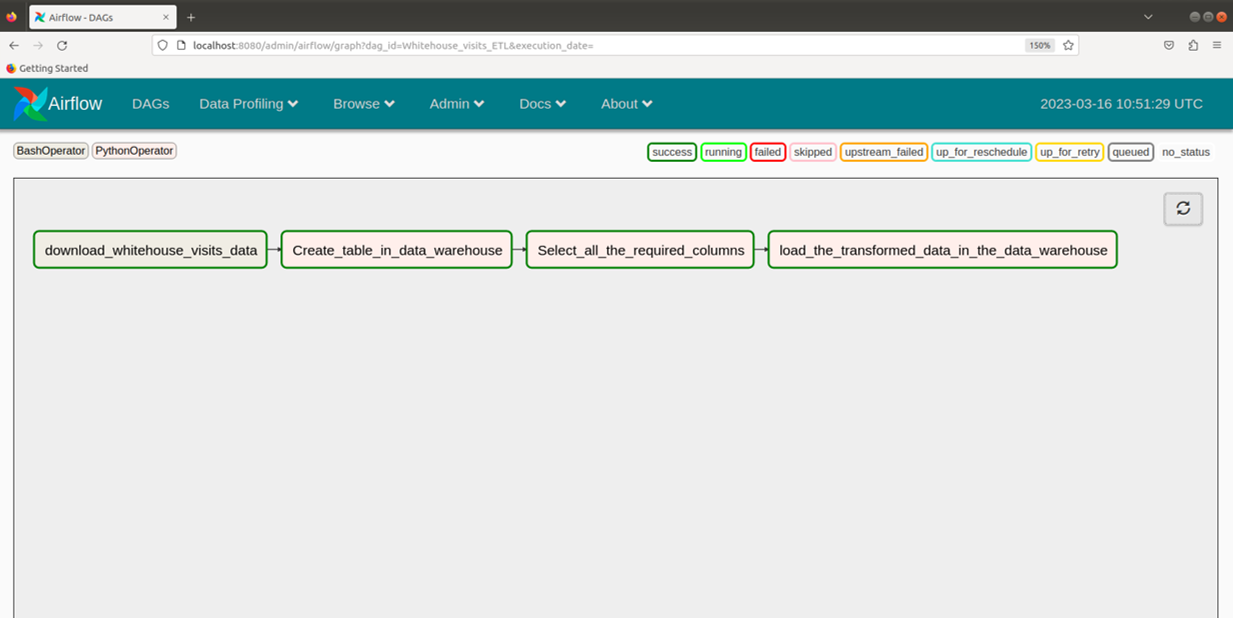 Airflow - DAGs
localhost:8080/admin/airflow/graph?dag_id=Whitehouse_visits_ETL&execution_date=
150%
Getting Started
Airflow DAGs Data Profiling Browse Admin Docs About 2023-03-16 10:51:29 UTC
BashOperator PythonOperator success running failed skipped upstream_failed up_for_reschedule up_for_retry queued no_status
download_whitehouse_visits_data Create_table_in_data_warehouse Select_all_the_required_columns load_the_transformed_data_in_the_data_warehouse